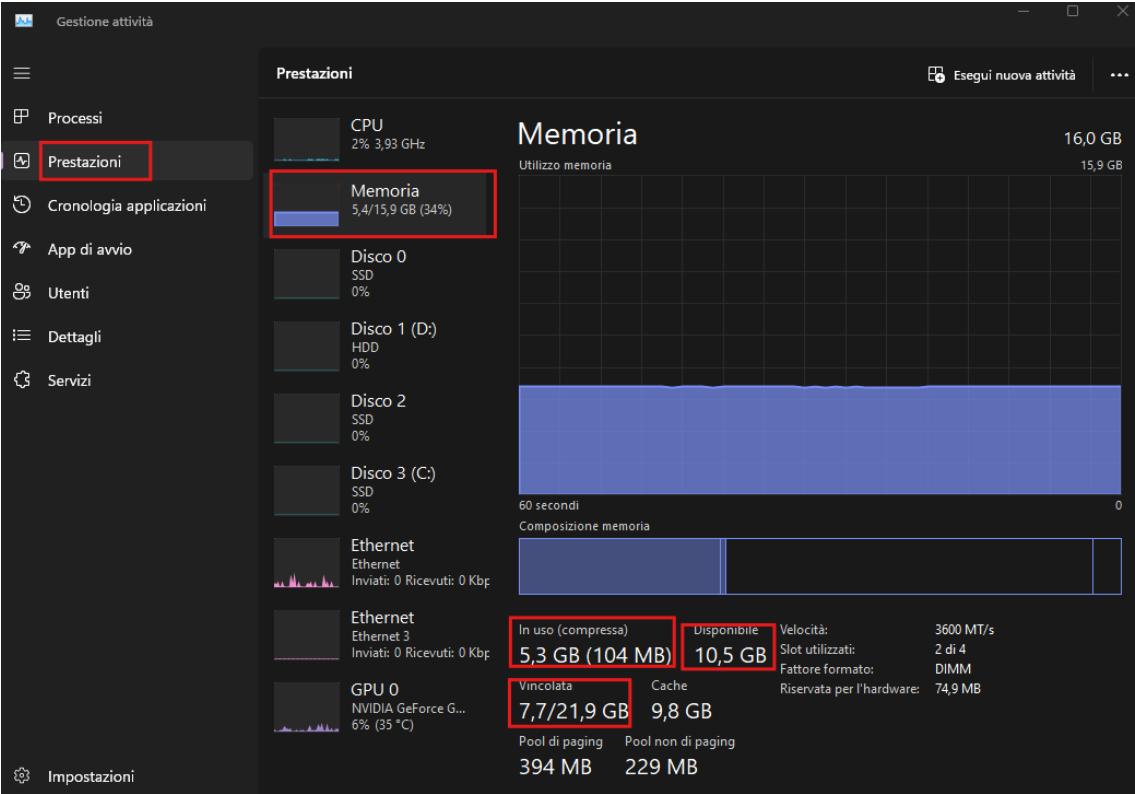 Gestione attività
Prestazioni
Esegui nuova attività
Processi
Prestazioni
Cronologia applicazioni
App di avvio
Utenti
Dettagli
Servizi
Impostazioni
CPU
2% 3,93 GHz
Memoria
5,4/15,9 GB (34%)
Disco 0
SSD
0%
Disco 1 (D:)
HDD
0%
Disco 2
SSD
0%
Disco 3 (C:)
SSD
0%
Ethernet
Ethernet
Inviati: 0 Ricevuti: 0 Kbp
Ethernet
Ethernet 3
Inviati: 0 Ricevuti: 0 Kbp
GPU 0
NVIDIA GeForce G...
6% (35 °C)
Memoria 16,0 GB
Utilizzo memoria 15,9 GB
60 secondi 0
Composizione memoria
In uso (compressa) Disponibile
5,3 GB (104 MB) 10,5 GB
Vincolata Cache
7,7/21,9 GB 9,8 GB
Pool di paging Pool non di paging
394 MB 229 MB
Velocità: 3600 MT/s
Slot utilizzati: 2 di 4
Fattore formato: DIMM
Riservata per l'hardware: 74,9 MB